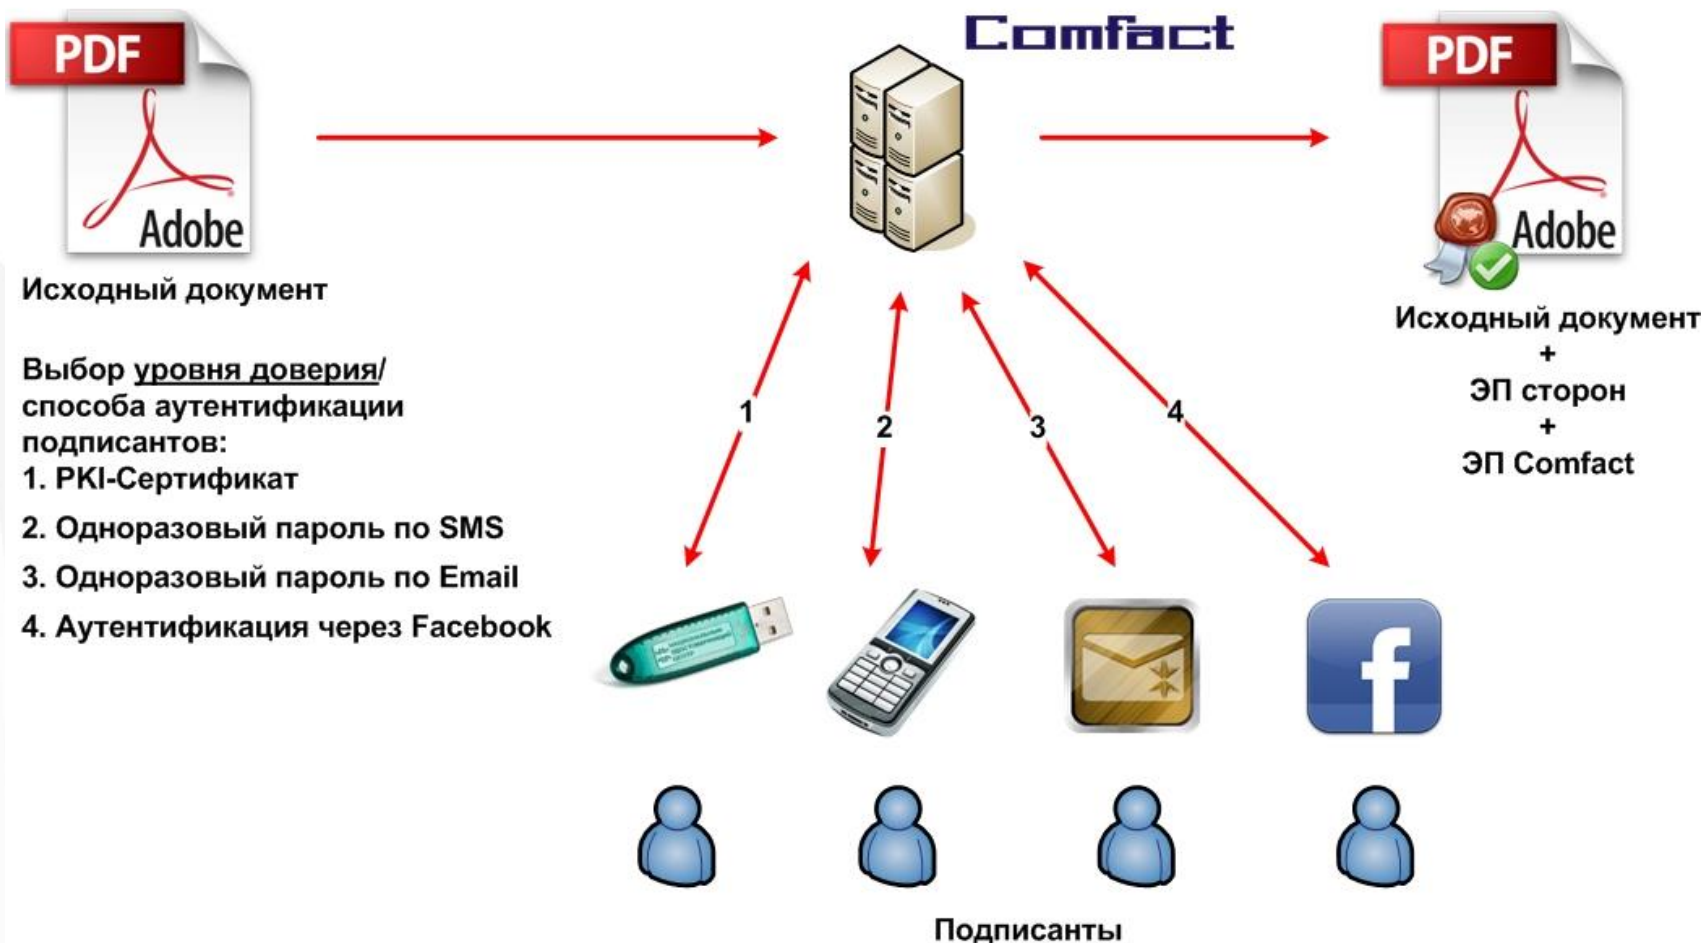 PDF
Adobe
Исходный документ
Выбор уровня доверия/
способа аутентификации
подписантов:
1. PKI-Сертификат
2. Одноразовый пароль по SMS
3. Одноразовый пароль по Email
4. Аутентификация через Facebook
Comfact
1
2
3
4
f
Подписанты
PDF
Adobe
Исходный документ
+
ЭП сторон
+
ЭП Comfact